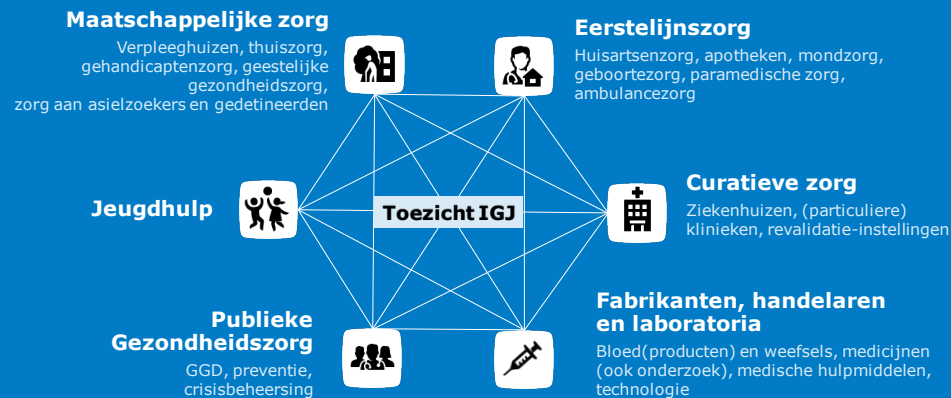 Maatschappelijke zorg
Verpleeghuizen, thuiszorg,
gehandicaptenzorg, geestelijke
gezondheidszorg,
zorg aan asielzoekers en gedetineerden
Eerstelijnszorg
Huisartsenzorg, apotheken, mondzorg,
geboortezorg, paramedische zorg,
ambulancezorg
Jeugdhulp
Toezicht IGJ
Curatieve zorg
Ziekenhuizen, (particuliere)
klinieken, revalidatie-instellingen
Publieke
Gezondheidszorg
GGD, preventie,
crisisbeheersing
Fabrikanten, handelaren
en laboratoria
Bloed(producten) en weefsels, medicijnen
(ook onderzoek), medische hulpmiddelen,
technologie